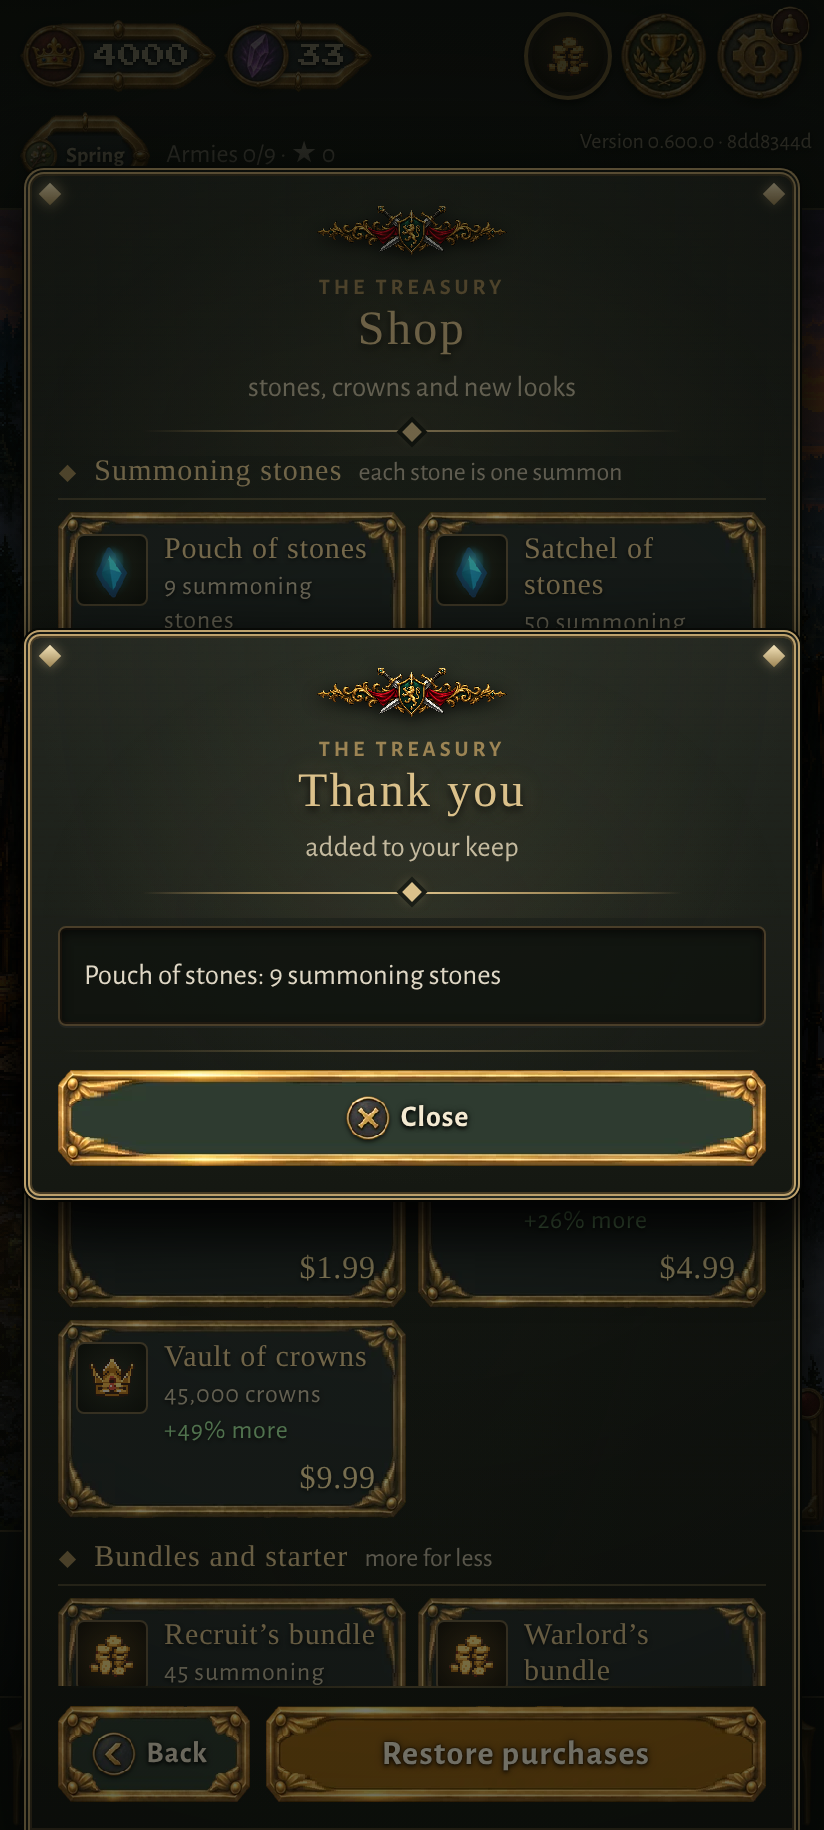 4000
33
Spring
Armies 0/9 · ★ 0
Version 0.600.0 · 8dd8344d
THE TREASURY
Shop
stones, crowns and new looks
Summoning stones each stone is one summon
Pouch of stones
9 summoning
stones
Satchel of
stones
50 summoning
THE TREASURY
Thank you
added to your keep
Pouch of stones: 9 summoning stones
Close
+26% more
$1.99
$4.99
Vault of crowns
45,000 crowns
+49% more
$9.99
Bundles and starter more for less
Recruit’s bundle
45 summoning
Warlord’s
bundle
Back
Restore purchases